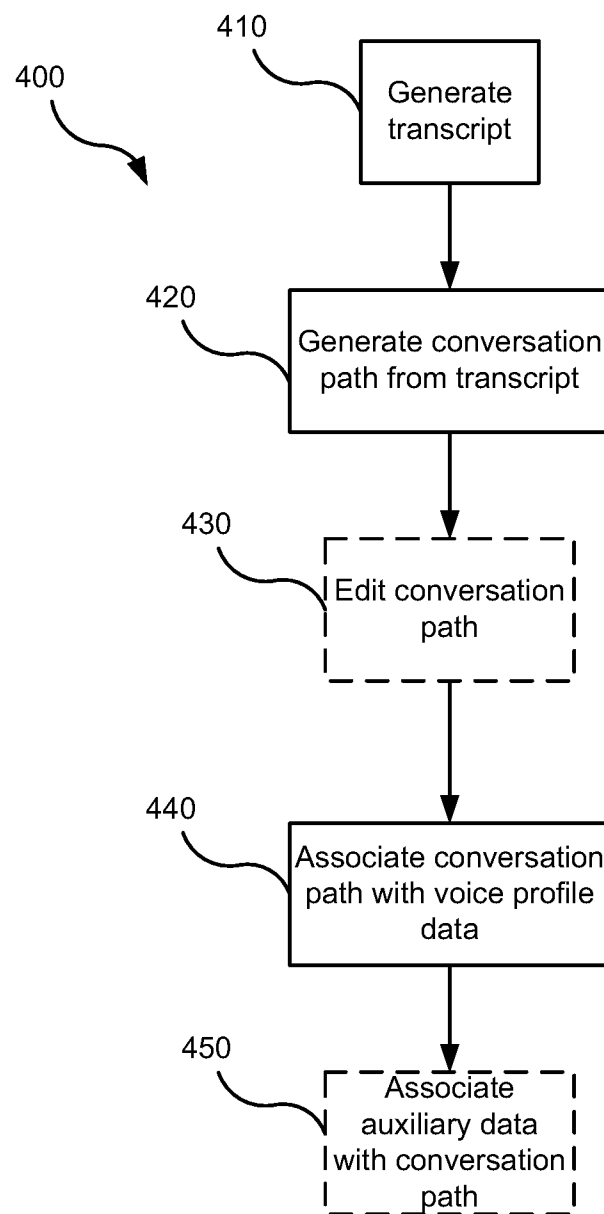 410
400
Generate
transcript
420
Generate conversation
path from transcript
430
Edit conversation
path
440
Associate conversation
path with voice profile
data
450
Associate
auxiliary data
with conversation
path